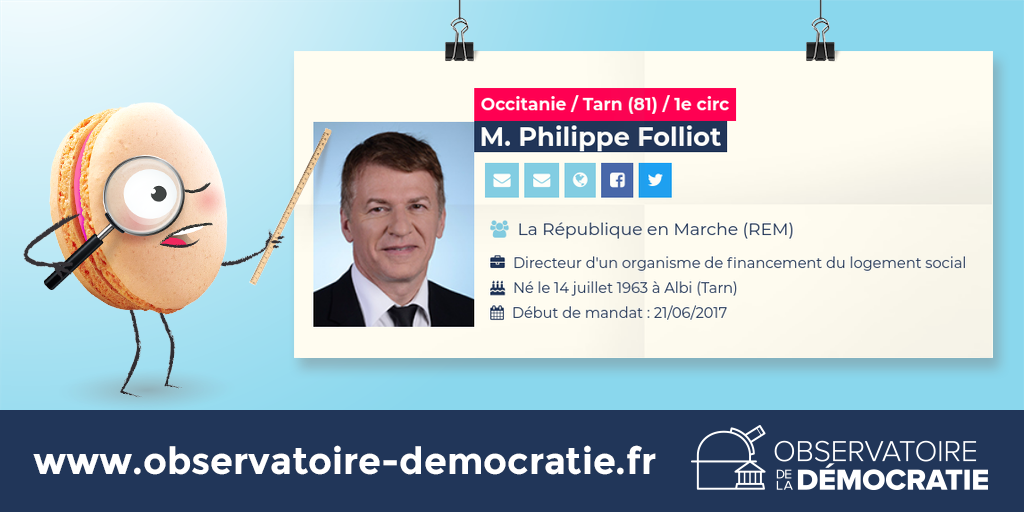 Occitanie / Tarn (81) / 1e circ
M. Philippe Folliot
La République en Marche (REM)
Directeur d'un organisme de financement du logement social
Né le 14 juillet 1963 à Albi (Tarn)
Début de mandat : 21/06/2017
www.observatoire-democratie.fr
OBSERVATOIRE
DE LA DÉMOCRATIE